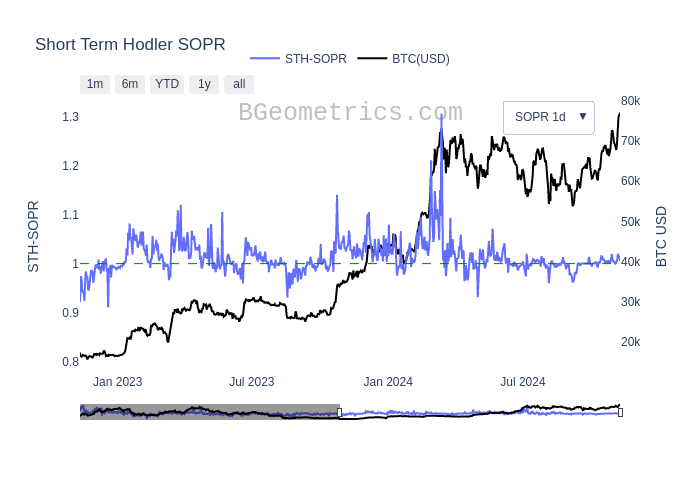 Short Term Hodler SOPR
STH-SOPR BTC(USD)
1m 6m YTD 1y all
BGeometrics.com
SOPR 1d ▼
1.3
1.2
1.1
1
0.9
0.8
STH-SOPR
80k
70k
60k
50k
40k
30k
20k
BTC USD
Jan 2023 Jul 2023 Jan 2024 Jul 2024